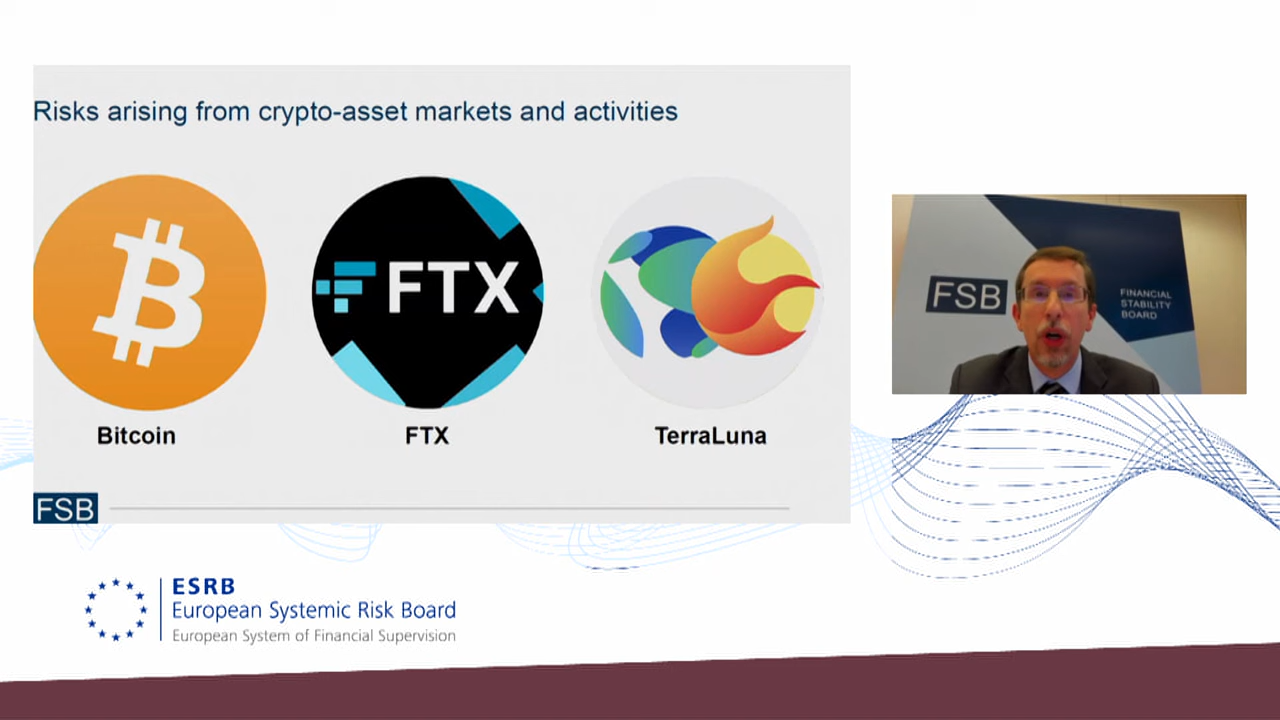 Risks arising from crypto-asset markets and activities
FTX
Bitcoin
FTX
TerraLuna
FSB
FSB
FINANCIAL
STABILITY
BOARD
ESRB
European Systemic Risk Board
European System of Financial Supervision